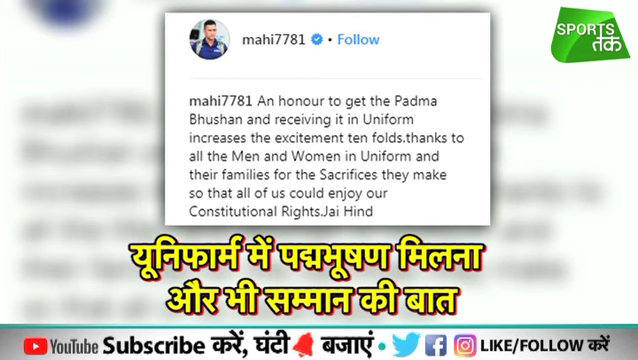 SPORTS
तक
mahi7781 • Follow
mahi7781 An honour to get the Padma
Bhushan and receiving it in Uniform
increases the excitement ten folds.thanks to
all the Men and Women in Uniform and
their families for the Sacrifices they make
so that all of us could enjoy our
Constitutional Rights.Jai Hind
यूनिफार्म में पद्मभूषण मिलना
और भी सम्मान की बात
YouTube Subscribe करें, घंटी बजाएं • LIKE/FOLLOW करें